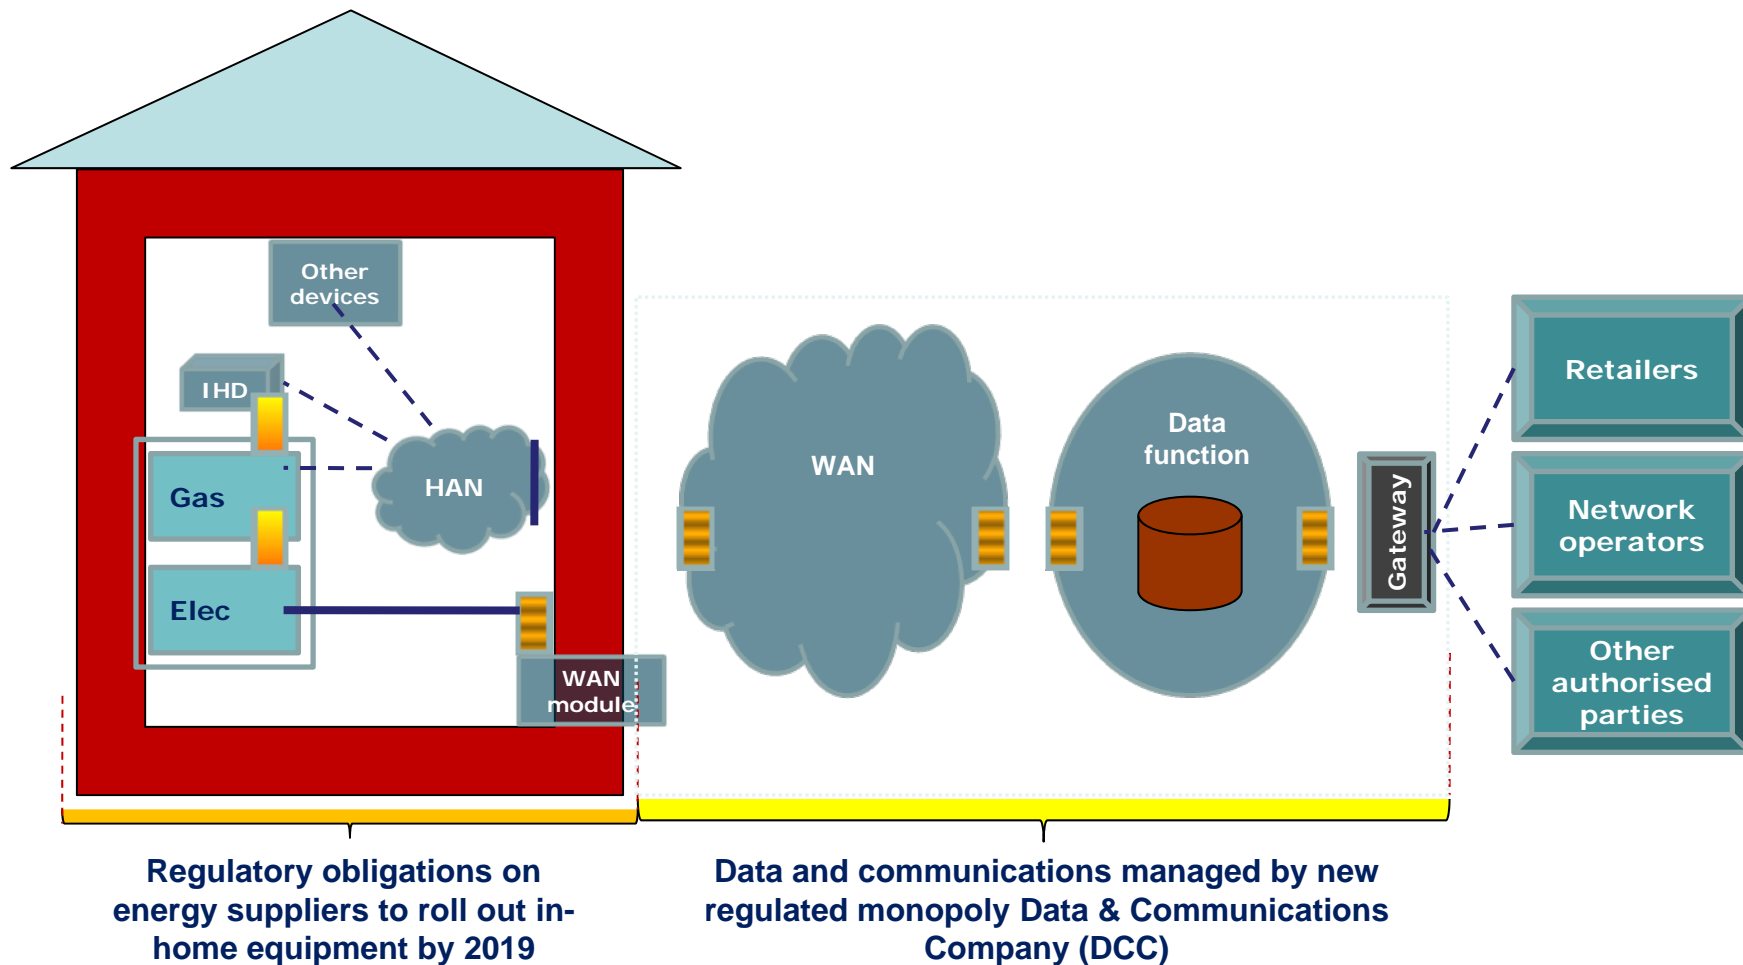 Other
devices
IHD
Gas
HAN
Elec
WAN
module
WAN
Data
function
Gateway
Retailers
Network
operators
Other
authorised
parties
Regulatory obligations on
energy suppliers to roll out in-
home equipment by 2019
Data and communications managed by new
regulated monopoly Data & Communications
Company (DCC)